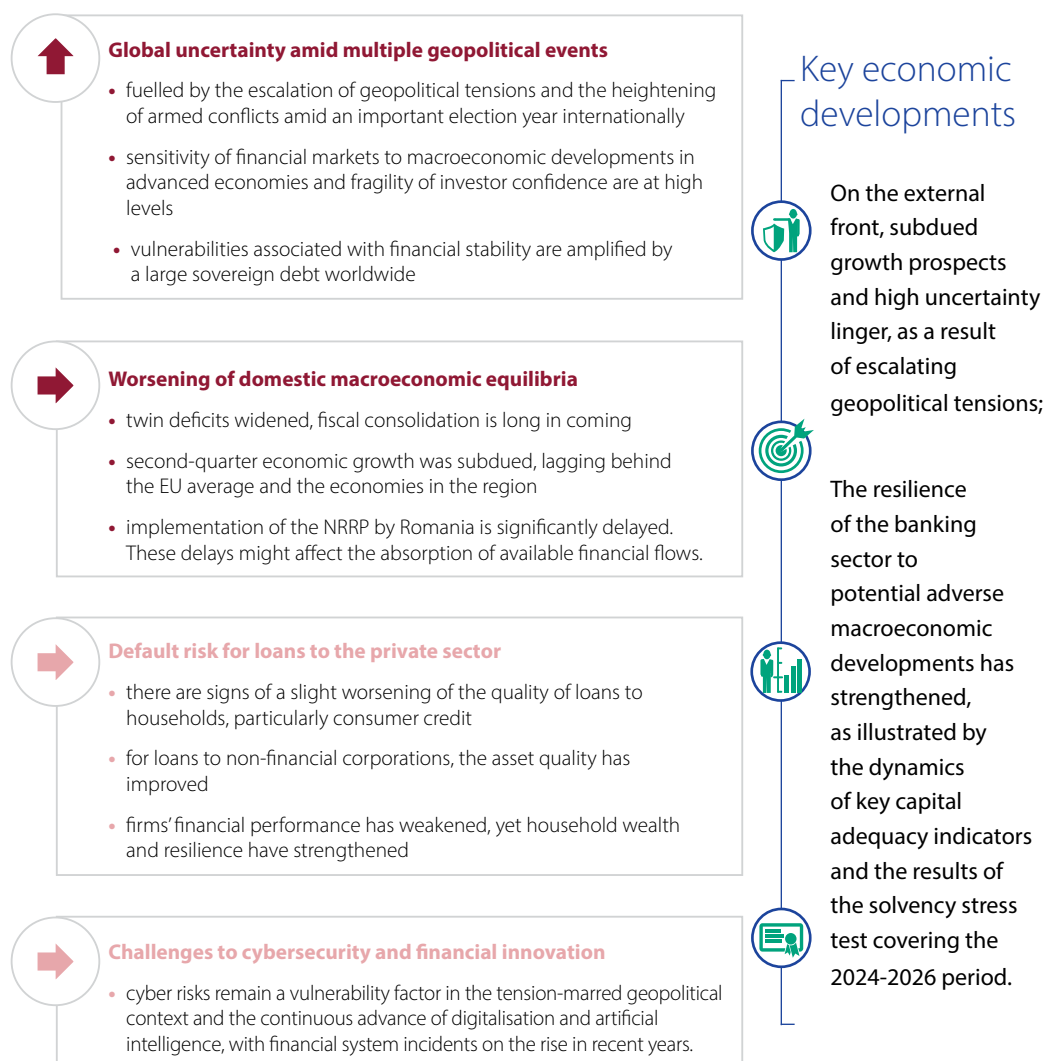 Global uncertainty amid multiple geopolitical events
• fuelled by the escalation of geopolitical tensions and the heightening
of armed conflicts amid an important election year internationally
• sensitivity of financial markets to macroeconomic developments in
advanced economies and fragility of investor confidence are at high
levels
• vulnerabilities associated with financial stability are amplified by
a large sovereign debt worldwide
Worsening of domestic macroeconomic equilibria
• twin deficits widened, fiscal consolidation is long in coming
• second-quarter economic growth was subdued, lagging behind
the EU average and the economies in the region
• implementation of the NRRP by Romania is significantly delayed.
These delays might affect the absorption of available financial flows.
Default risk for loans to the private sector
• there are signs of a slight worsening of the quality of loans to
households, particularly consumer credit
• for loans to non-financial corporations, the asset quality has
improved
• firms' financial performance has weakened, yet household wealth
and resilience have strengthened
Challenges to cybersecurity and financial innovation
• cyber risks remain a vulnerability factor in the tension-marred geopolitical
context and the continuous advance of digitalisation and artificial
intelligence, with financial system incidents on the rise in recent years.
Key economic
developments
On the external
front, subdued
growth prospects
and high uncertainty
linger, as a result
of escalating
geopolitical tensions;
The resilience
of the banking
sector to
potential adverse
macroeconomic
developments has
strengthened,
as illustrated by
the dynamics
of key capital
adequacy indicators
and the results of
the solvency stress
test covering the
2024-2026 period.